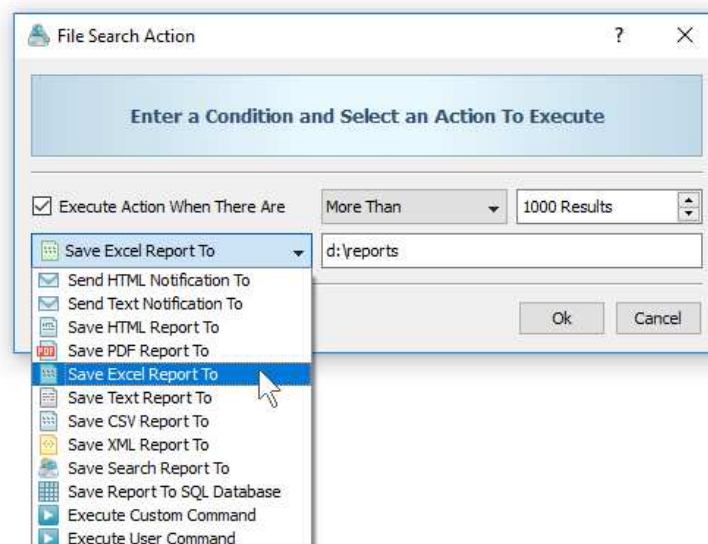 File Search Action
Enter a Condition and Select an Action To Execute
Execute Action When There Are More Than 1000 Results
Save Excel Report To d:\reports
Send HTML Notification To
Send Text Notification To
Save HTML Report To
Save PDF Report To
Save Excel Report To
Save Text Report To
Save CSV Report To
Save XML Report To
Save Search Report To
Save Report To SQL Database
Execute Custom Command
Execute User Command
Ok Cancel